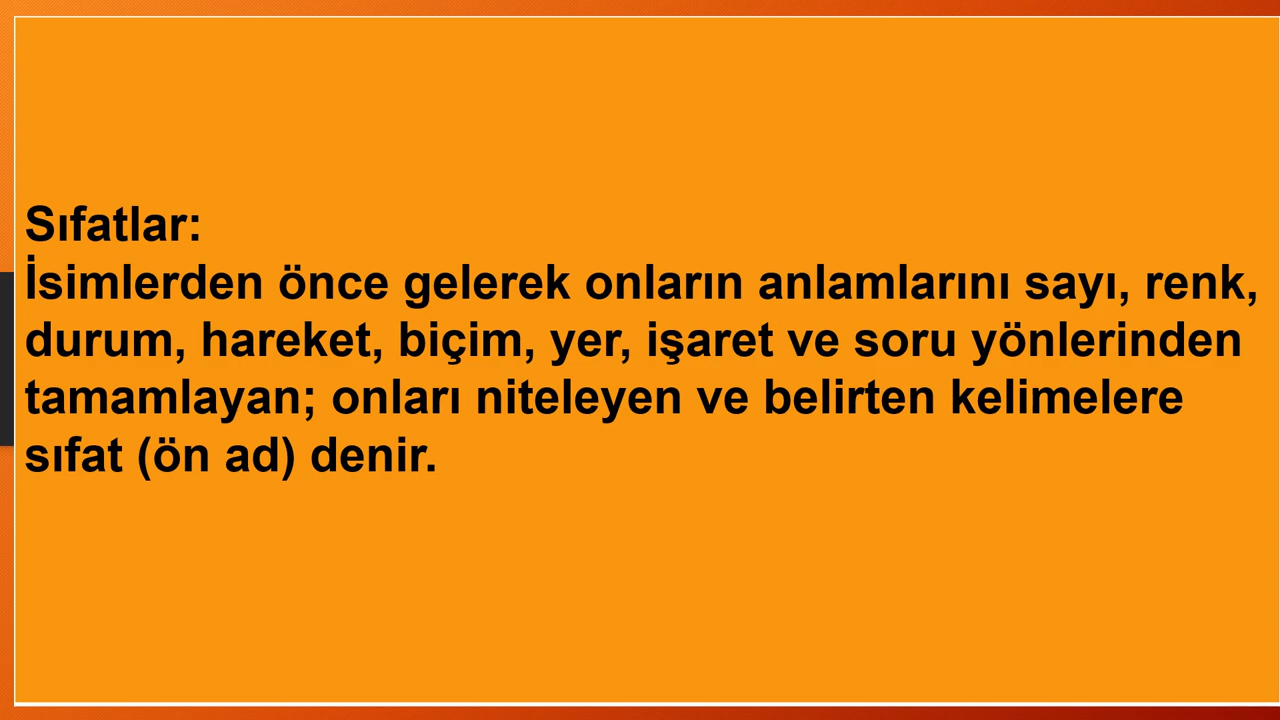 Sıfatlar:
İsimlerden önce gelerek onların anlamlarını sayı, renk,
durum, hareket, biçim, yer, işaret ve soru yönlerinden
tamamlayan; onları niteleyen ve belirten kelimelere
sıfat (ön ad) denir.